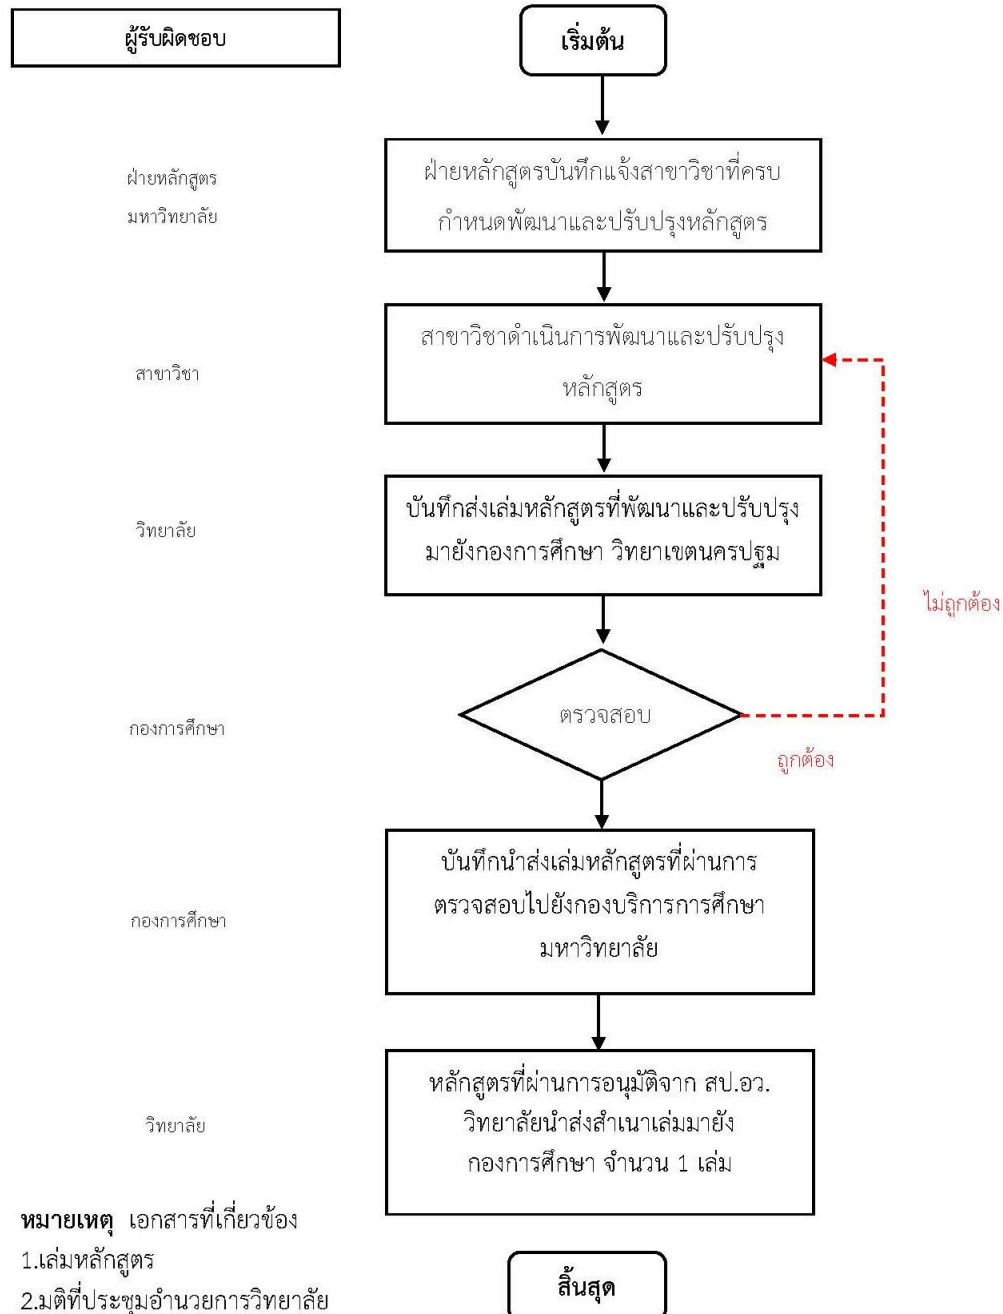 ผู้รับผิดชอบ
เริ่มต้น
ฝ่ายหลักสูตร
มหาวิทยาลัย
ฝ่ายหลักสูตรบันทึกแจ้งสาขาวิชาที่ครบ
กำหนดพัฒนาและปรับปรุงหลักสูตร
สาขาวิชา
สาขาวิชาดำเนินการพัฒนาและปรับปรุง
หลักสูตร
วิทยาลัย
บันทึกส่งเล่มหลักสูตรที่พัฒนาและปรับปรุง
มายังกองการศึกษา วิทยาเขตนครปฐม
ไม่ถูกต้อง
กองการศึกษา
ตรวจสอบ
ถูกต้อง
กองการศึกษา
บันทึกนำส่งเล่มหลักสูตรที่ผ่านการ
ตรวจสอบไปยังกองบริการการศึกษา
มหาวิทยาลัย
วิทยาลัย
หลักสูตรที่ผ่านการอนุมัติจาก สป.อว.
วิทยาลัยนำส่งสำเนาเล่มมายัง
กองการศึกษา จำนวน 1 เล่ม
หมายเหตุ เอกสารที่เกี่ยวข้อง
1.เล่มหลักสูตร
2.มติที่ประชุมอำนวยการวิทยาลัย
สิ้นสุด